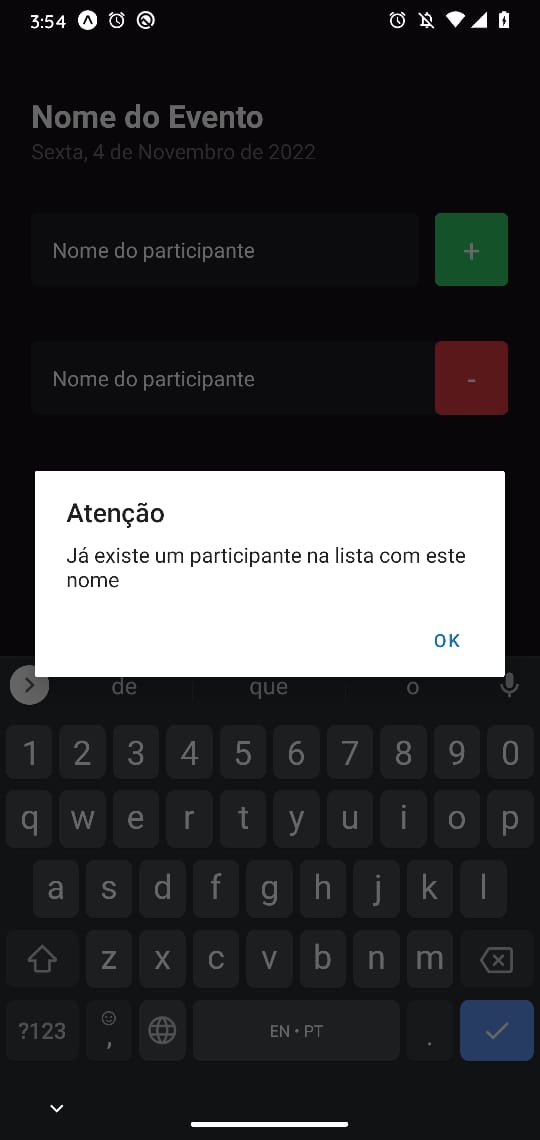 3:54
Nome do Evento
Sexta, 4 de Novembro de 2022
Nome do participante +
Nome do participante -
Atenção
Já existe um participante na lista com este
nome
OK
de que o
1 2 3 4 5 6 7 8 9 0
q w e r t y u i o p
a s d f g h j k l
z x c v b n m
?123 , EN • PT .